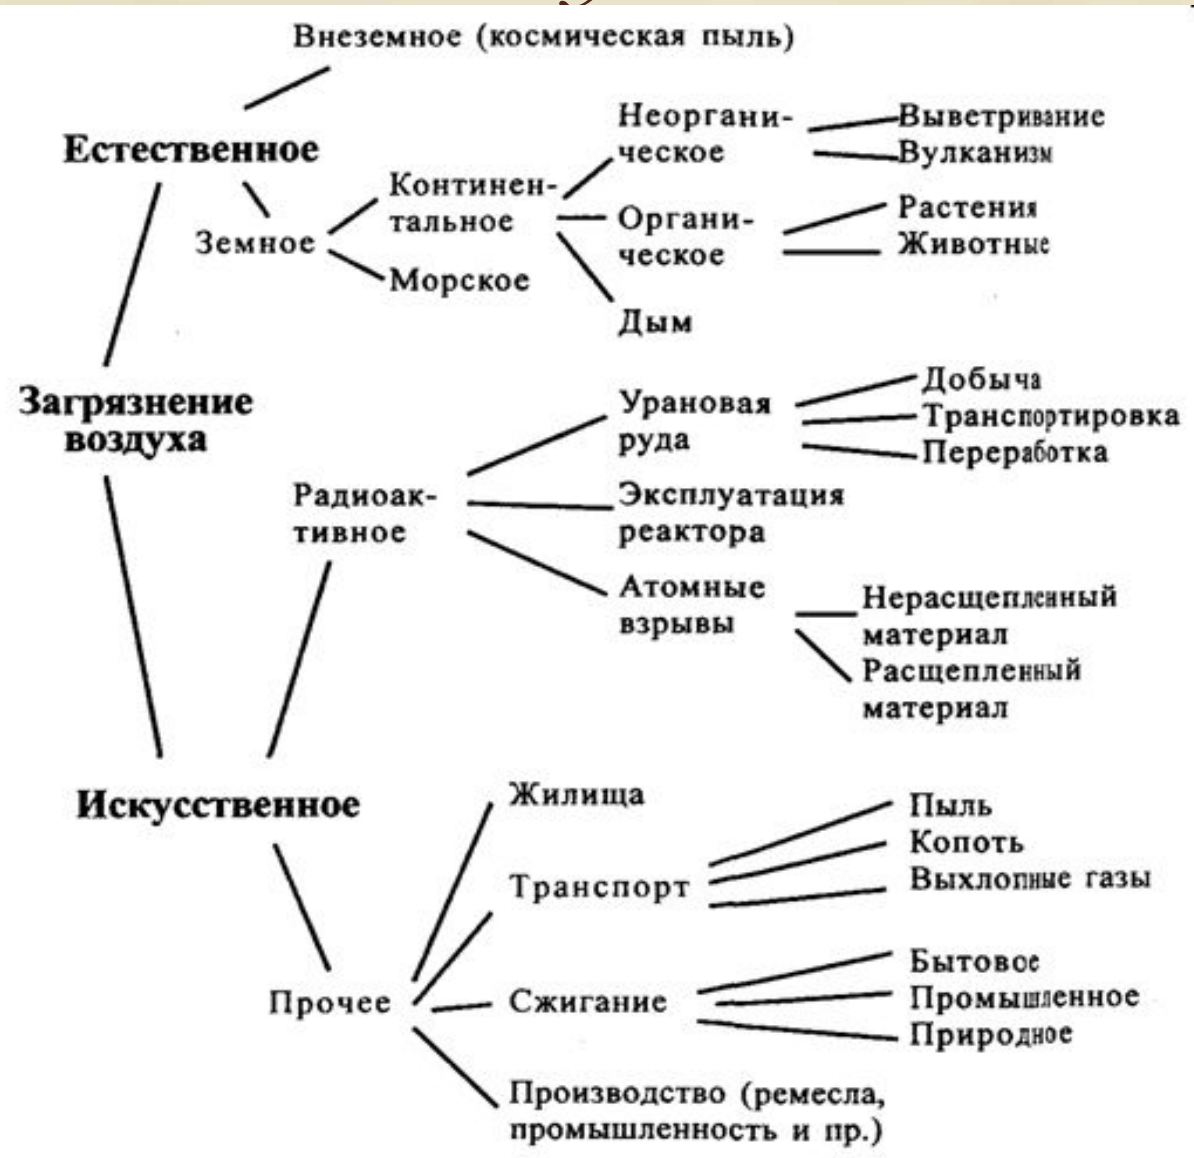 Внеземное (космическая пыль)
Естественное
Земное
Континен-
тальное
Морское
Неоргани-
ческое
Выветривание
Вулканизм
Органи-
ческое
Растения
Животные
Дым
Загрязнение
воздуха
Радиоак-
тивное
Урановая
руда
Добыча
Транспортировка
Переработка
Эксплуатация
реактора
Атомные
взрывы
Нерасщепленный
материал
Расщепленный
материал
Искусственное
Прочее
Жилища
Транспорт
Пыль
Копоть
Выхлопные газы
Сжигание
Бытовое
Промышленное
Природное
Производство (ремесла,
промышленность и пр.)